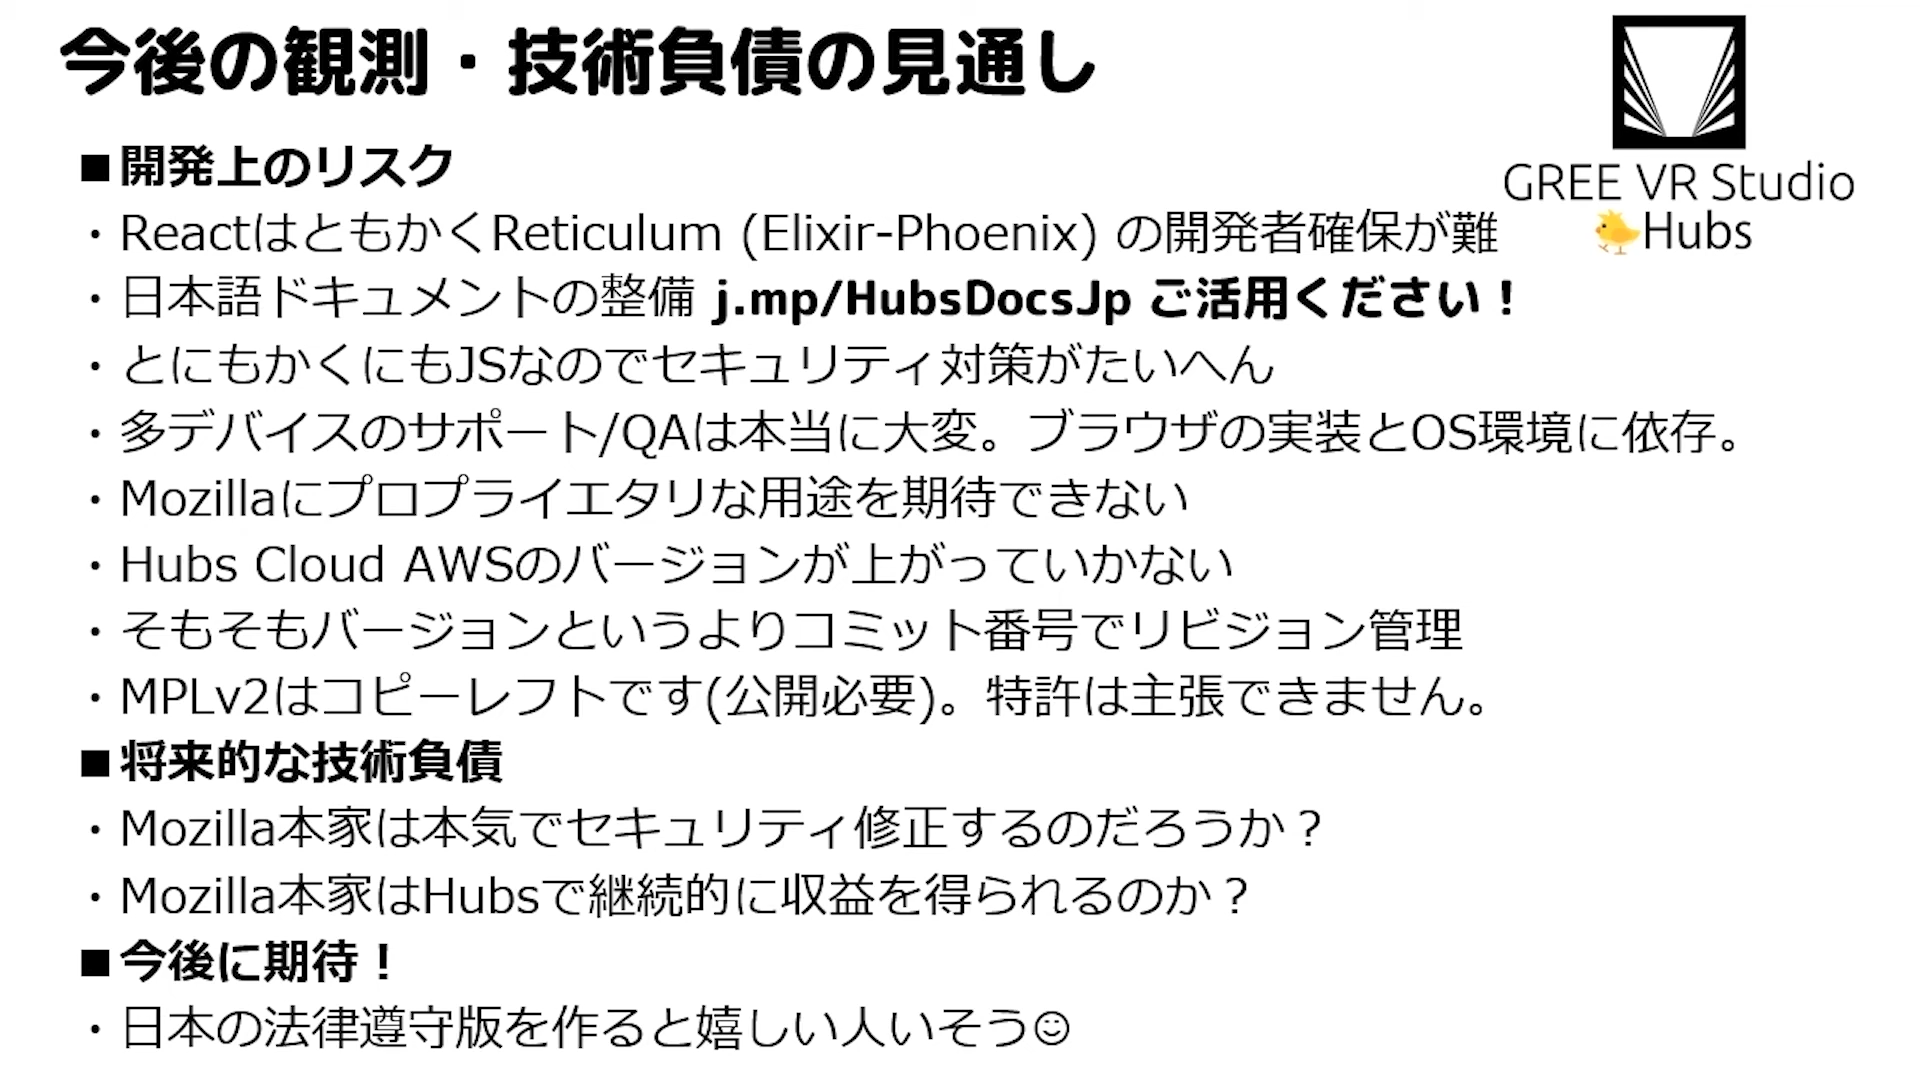 今後の観測・技術負債の見通し
GREE VR Studio
Hubs
■開発上のリスク
・ReactはともかくReticulum (Elixir-Phoenix) の開発者確保が難
・日本語ドキュメントの整備 j.mp/HubsDocsJp ご活用ください！
・とにもかくにもJSなのでセキュリティ対策がたいへん
・多デバイスのサポート/QAは本当に大変。ブラウザの実装とOS環境に依存。
・Mozillaにプロプライエタリな用途を期待できない
・Hubs Cloud AWSのバージョンが上がっていかない
・そもそもバージョンというよりコミット番号でリビジョン管理
・MPLv2はコピーレフトです(公開必要)。特許は主張できません。
■将来的な技術負債
・Mozilla本家は本気でセキュリティ修正するのだろうか？
・Mozilla本家はHubsで継続的に収益を得られるのか？
■今後に期待！
・日本の法律遵守版を作ると嬉しい人いそう☺